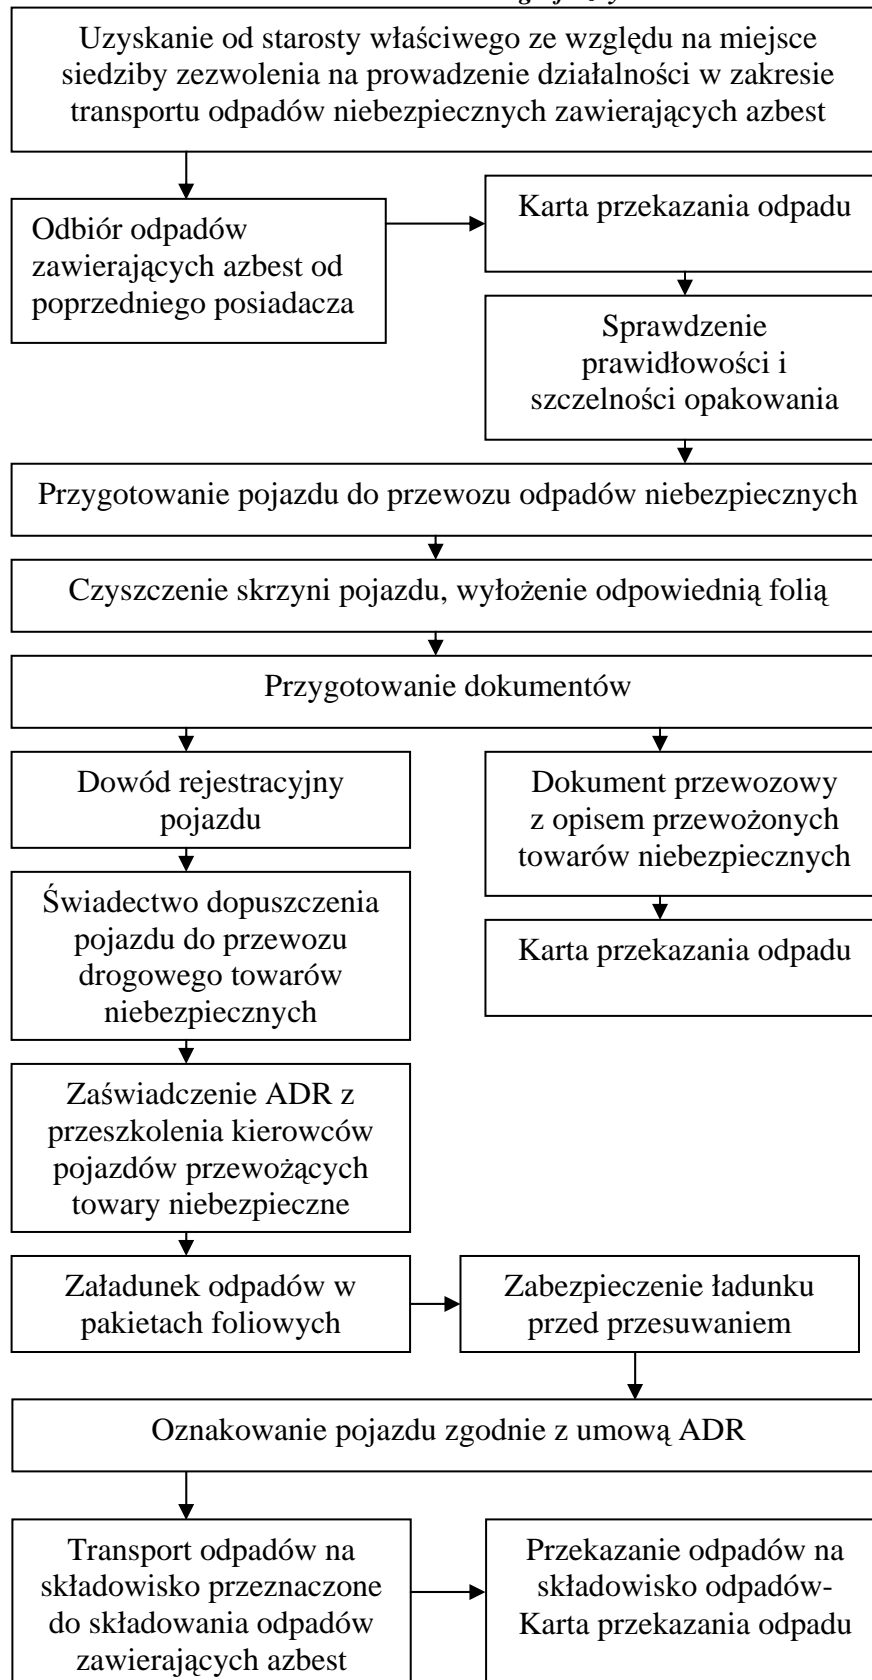 Uzyskanie od starosty właściwego ze względu na miejsce
siedziby zezwolenia na prowadzenie działalności w zakresie
transportu odpadów niebezpiecznych zawierających azbest
Odbiór odpadów
zawierających azbest od
poprzedniego posiadacza
Karta przekazania odpadu
Sprawdzenie
prawidłowości i
szczelności opakowania
Przygotowanie pojazdu do przewozu odpadów niebezpiecznych
Czyszczenie skrzyni pojazdu, wyłożenie odpowiednią folią
Przygotowanie dokumentów
Dowód rejestracyjny
pojazdu
Świadectwo dopuszczenia
pojazdu do przewozu
drogowego towarów
niebezpiecznych
Zaświadczenie ADR z
przeszkolenia kierowców
pojazdów przewożących
towary niebezpieczne
Dokument przewozowy
z opisem przewożonych
towarów niebezpiecznych
Karta przekazania odpadu
Załadunek odpadów w
pakietach foliowych
Zabezpieczenie ładunku
przed przesuwaniem
Oznakowanie pojazdu zgodnie z umową ADR
Transport odpadów na
składowisko przeznaczone
do składowania odpadów
zawierających azbest
Przekazanie odpadów na
składowisko odpadów-
Karta przekazania odpadu